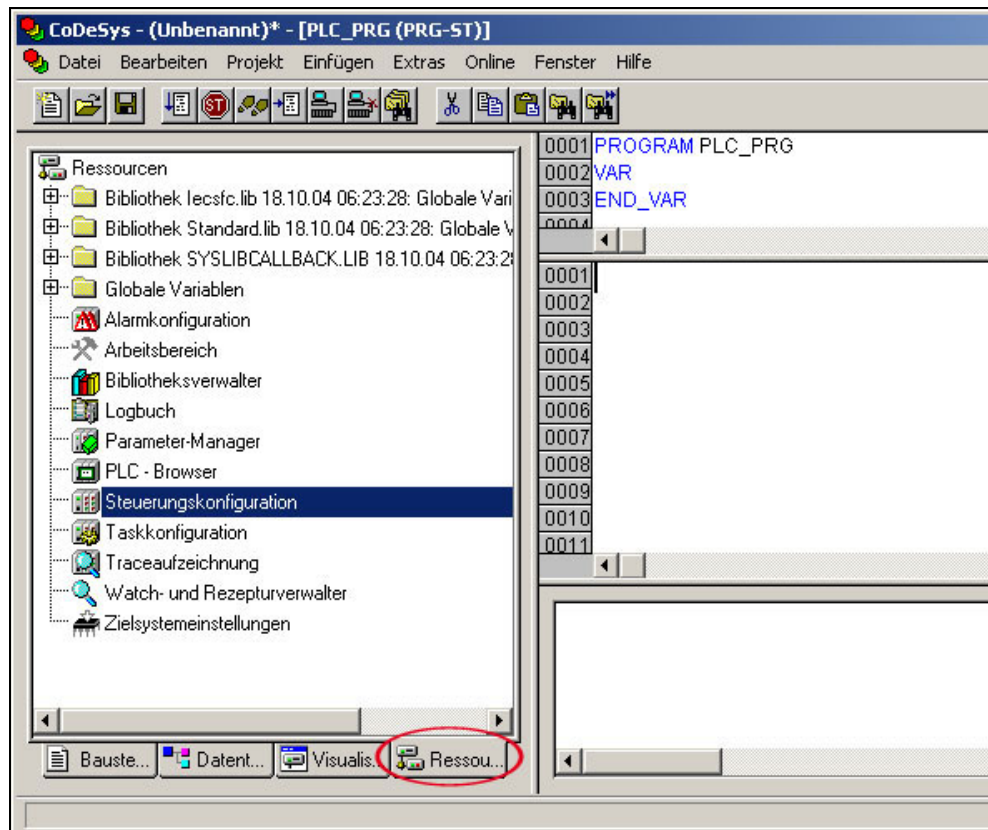 CoDeSys - (Unbenannt)* - [PLC_PRG (PRG-ST)]
Datei Bearbeiten Projekt Einfügen Extras Online Fenster Hilfe
ST
Ressourcen
Bibliothek Iecsfc.lib 18.10.04 06:23:28: Globale Vari
Bibliothek Standard.lib 18.10.04 06:23:28: Globale V
Bibliothek SYSLIBCALLBACK.LIB 18.10.04 06:23:2
Globale Variablen
Alarmkonfiguration
Arbeitsbereich
Bibliotheksverwalter
Logbuch
Parameter-Manager
PLC - Browser
Steuerungskonfiguration
Taskkonfiguration
Traceaufzeichnung
Watch- und Rezepturverwalter
Zielsystemeinstellungen
Bauste... Datent... Visualis... Ressou...
0001 PROGRAM PLC_PRG
0002 VAR
0003 END_VAR
0004
0001
0002
0003
0004
0005
0006
0007
0008
0009
0010
0011